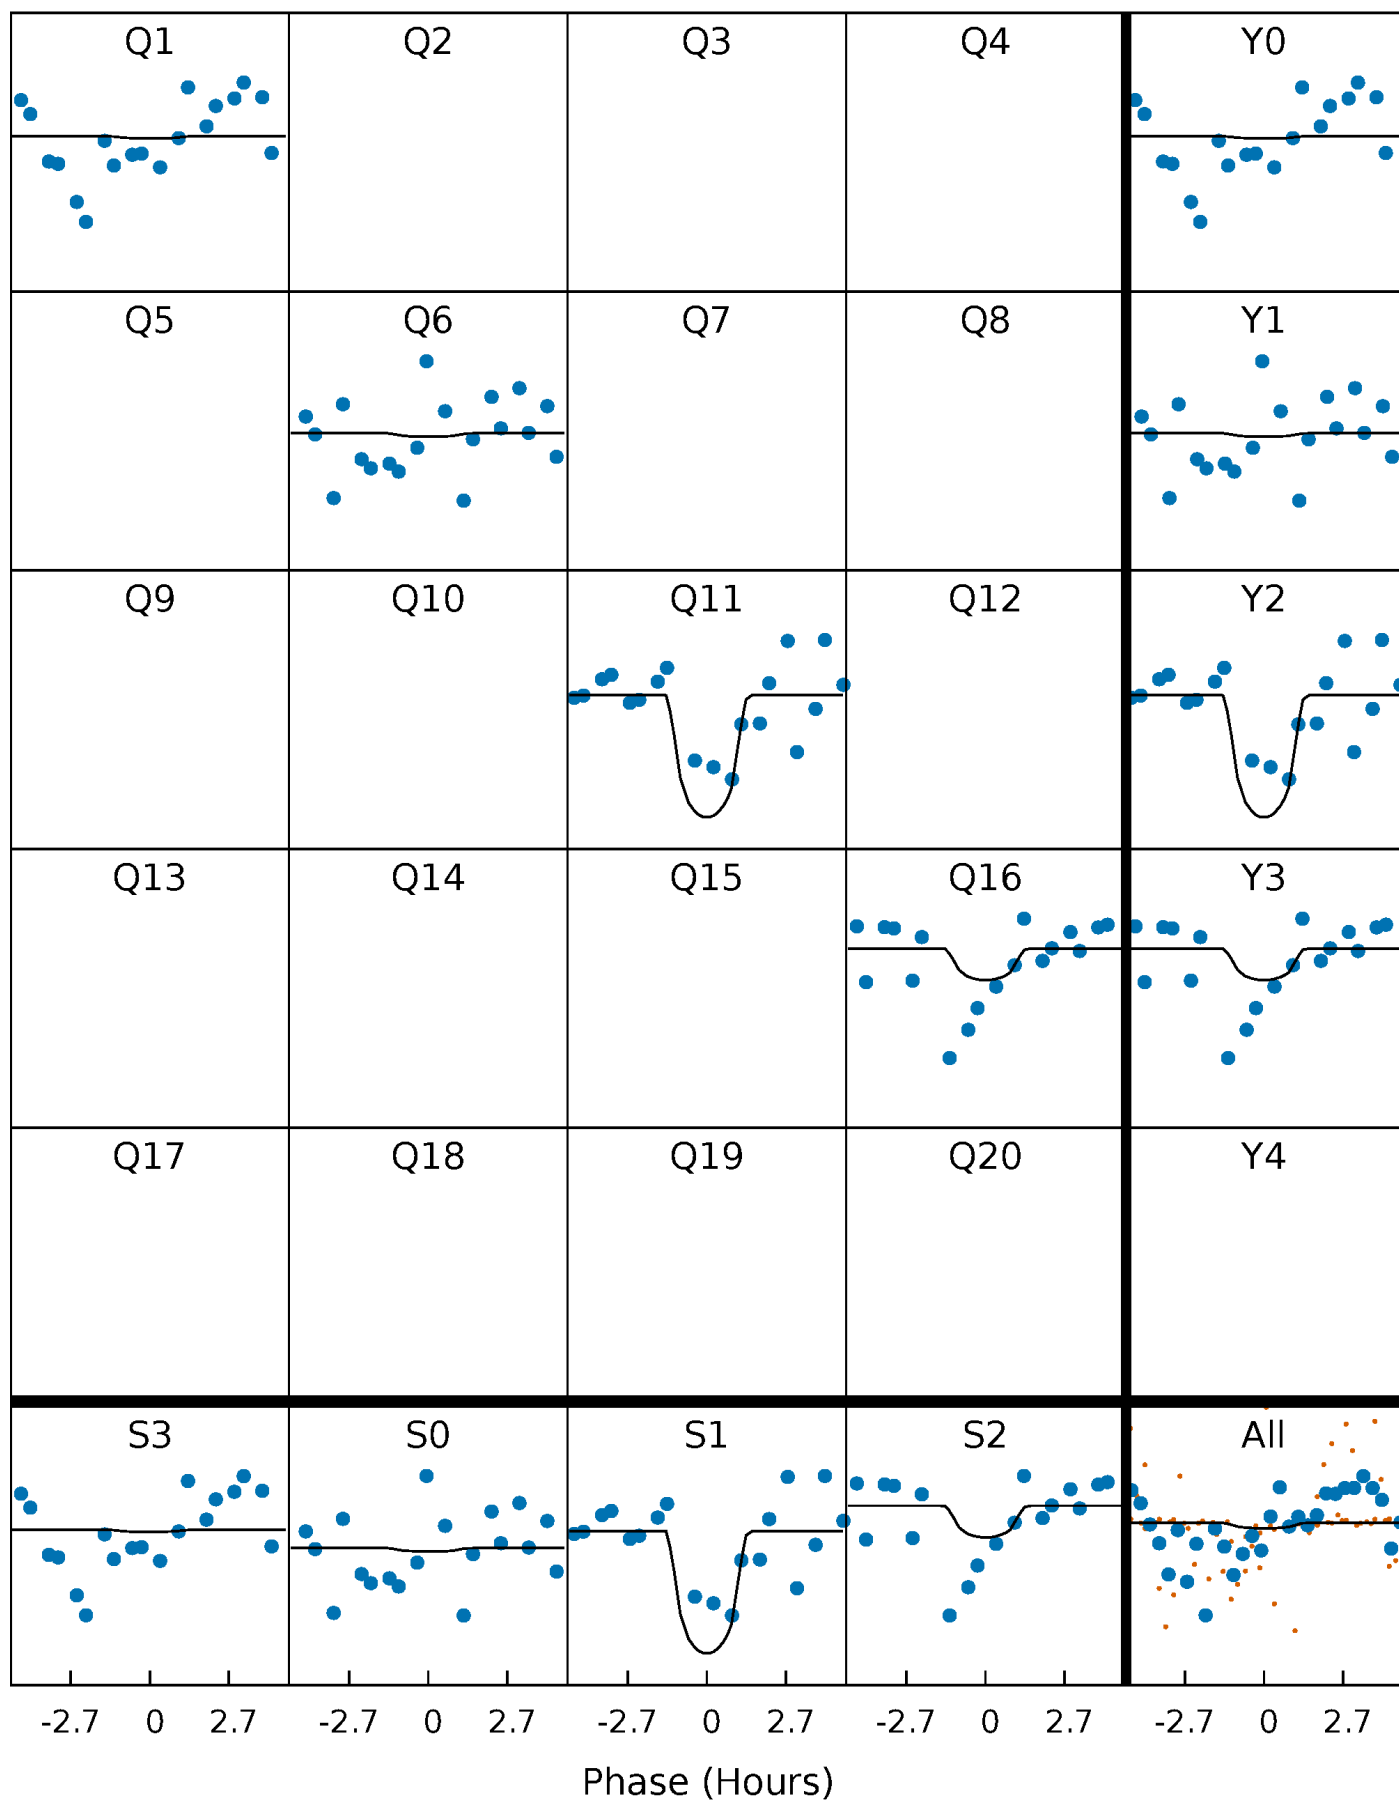 Q1 Q2 Q3 Q4 Y0
Q5 Q6 Q7 Q8 Y1
Q9 Q10 Q11 Q12 Y2
Q13 Q14 Q15 Q16 Y3
Q17 Q18 Q19 Q20 Y4
S3 S0 S1 S2 All
-2.7 0 2.7 -2.7 0 2.7 -2.7 0 2.7 -2.7 0 2.7 -2.7 0 2.7
Phase (Hours)